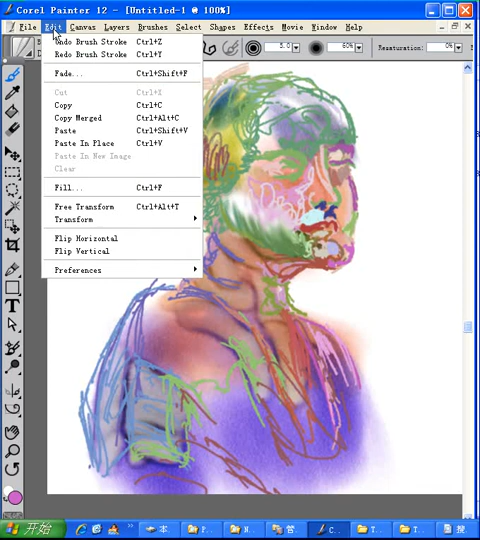 Corel Painter 12 - [Untitled-1 @ 100%]
File Edit Canvas Layers Brushes Select Shapes Effects Movie Window Help
5.0 60% Resaturation: 0%
Undo Brush Stroke Ctrl+Z
Redo Brush Stroke Ctrl+Y
Fade... Ctrl+Shift+F
Cut Ctrl+X
Copy Ctrl+C
Copy Merged Ctrl+Alt+C
Paste Ctrl+Shift+V
Paste In Place Ctrl+V
Paste In New Image
Clear
Fill... Ctrl+F
Free Transform Ctrl+Alt+T
Transform
Flip Horizontal
Flip Vertical
Preferences
T
开始 本 F.. N.. 管. C.. T.. T.. 搜.